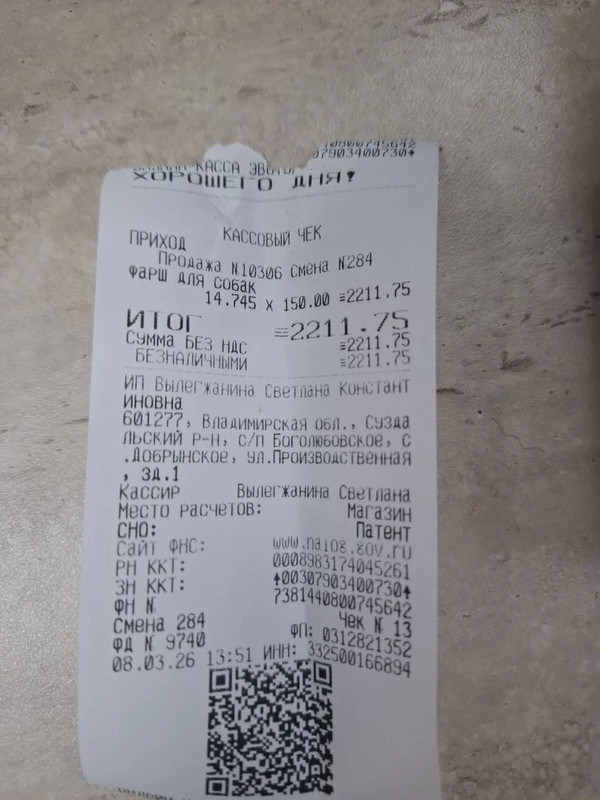 10800745642
07903400730↑
КАССА
ХОРОШЕГО ДНЯ!
КАССОВЫЙ ЧЕК
ПРИХОД
Продажа N10306 Смена N284
ФАРШ ДЛЯ СОБАК
14.745 x 150.00 ≡2211.75
ИТОГ ≡2211.75
СУММА БЕЗ НДС ≡2211.75
БЕЗНАЛИЧНЫМИ ≡2211.75
ИП Вылегжанина Светлана Констант
иновна
601277, Владимирская обл., Сузда
льский р-н, с/п Боголюбовское, с
.Добрынское, ул.Производственная
, зд.1
Кассир Вылегжанина Светлана
Место расчетов: Магазин
СНО: Патент
Сайт ФНС: www.nalog.gov.ru
РН ККТ: 0008983174045261
ЗН ККТ: ↑00307903400730↑
ФН N 7381440800745642
Смена 284 Чек N 13
ФД N 9740 ФП: 0312821352
08.03.26 13:51 ИНН: 332500166894